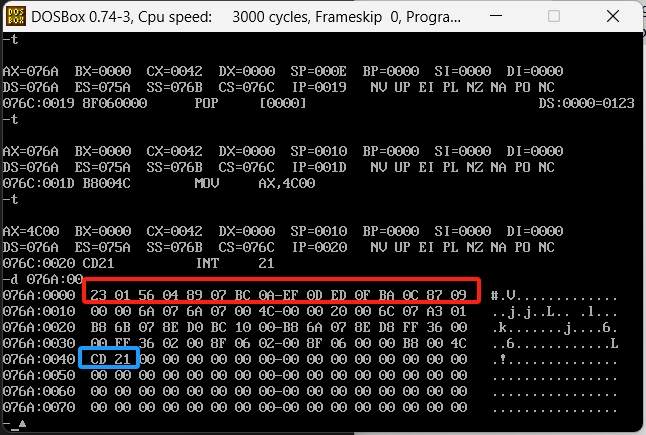 DOSBox 0.74-3, Cpu speed: 3000 cycles, Frameskip 0, Progra...
-t
AX=076A BX=0000 CX=0042 DX=0000 SP=000E BP=0000 SI=0000 DI=0000
DS=076A ES=075A SS=076B CS=076C IP=0019 NV UP EI PL NZ NA PO NC
076C:0019 8F060000 POP [0000] DS:0000=0123
-t
AX=076A BX=0000 CX=0042 DX=0000 SP=0010 BP=0000 SI=0000 DI=0000
DS=076A ES=075A SS=076B CS=076C IP=001D NV UP EI PL NZ NA PO NC
076C:001D B8004C MOV AX,4C00
-t
AX=4C00 BX=0000 CX=0042 DX=0000 SP=0010 BP=0000 SI=0000 DI=0000
DS=076A ES=075A SS=076B CS=076C IP=0020 NV UP EI PL NZ NA PO NC
076C:0020 CD21 INT 21
-d 076A:00
076A:0000 23 01 56 04 89 07 BC 0A-EF 0D ED 0F BA 0C 87 09 #.V.............
076A:0010 00 00 6A 07 6A 07 00 4C-00 00 20 00 6C 07 A3 01 ..j.j..L.. .l...
076A:0020 B8 6B 07 8E D0 BC 10 00-B8 6A 07 8E D8 FF 36 00 .k.......j....6.
076A:0030 00 FF 36 02 00 8F 06 02-00 8F 06 00 00 B8 00 4C ..6............L
076A:0040 CD 21 00 00 00 00 00 00-00 00 00 00 00 00 00 00 .!..............
076A:0050 00 00 00 00 00 00 00 00-00 00 00 00 00 00 00 00 ................
076A:0060 00 00 00 00 00 00 00 00-00 00 00 00 00 00 00 00 ................
076A:0070 00 00 00 00 00 00 00 00-00 00 00 00 00 00 00 00 ................
-